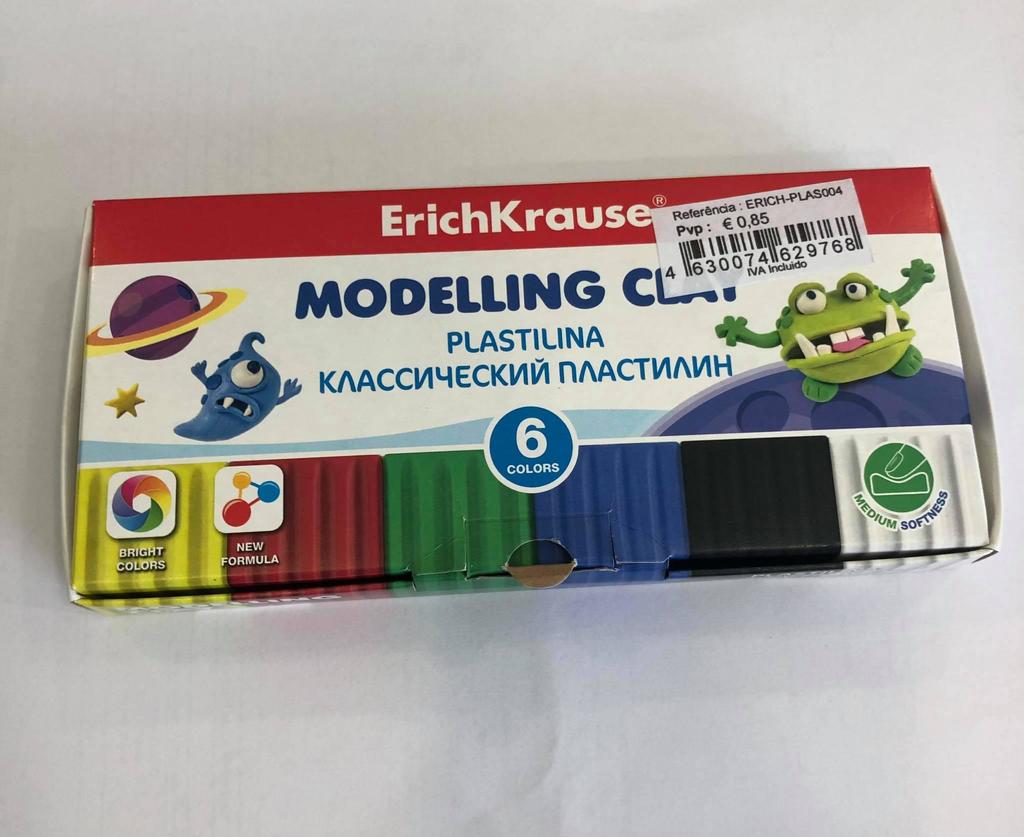 ErichKrause®
Referência : ERICH-PLAS004
Pvp : € 0,85
4 630074 629768
IVA Incluido
MODELLING CLAY
PLASTILINA
КЛАССИЧЕСКИЙ ПЛАСТИЛИН
6
COLORS
BRIGHT
COLORS
NEW
FORMULA
MEDIUM SOFTNESS